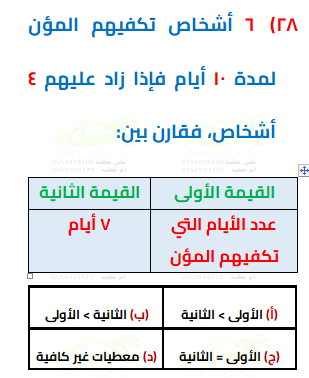 ٢٨) ٦ أشخاص تكفيهم المؤن
لمدة ١٠ أيام فإذا زاد عليهم ٤
أشخاص، فقارن بين:
القيمة الأولى القيمة الثانية
عدد الأيام التي ٧ أيام
تكفيهم المؤن
(أ) الأولى > الثانية (ب) الثانية > الأولى
(ج) الأولى = الثانية (د) معطيات غير كافية